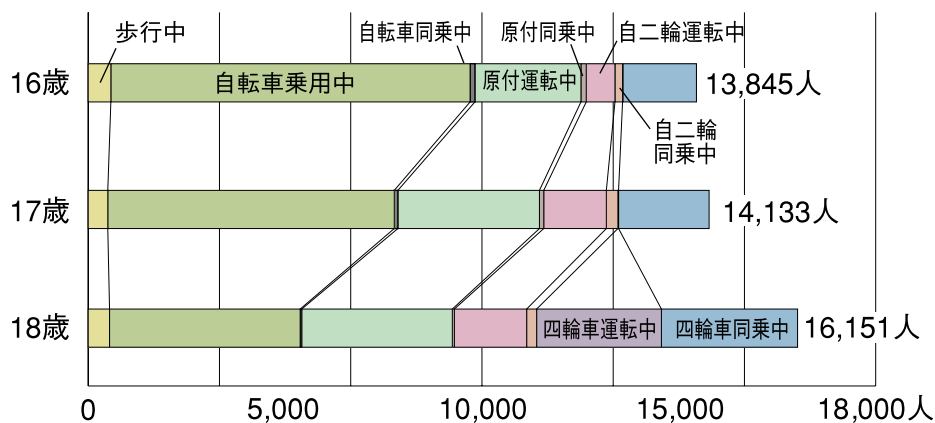 歩行中
自転車同乗中
原付同乗中
自二輪運転中
16歳
自転車乗用中
原付運転中
13,845人
自二輪
同乗中
17歳
14,133人
18歳
四輪車運転中
四輪車同乗中
16,151人
0
5,000
10,000
15,000
18,000人